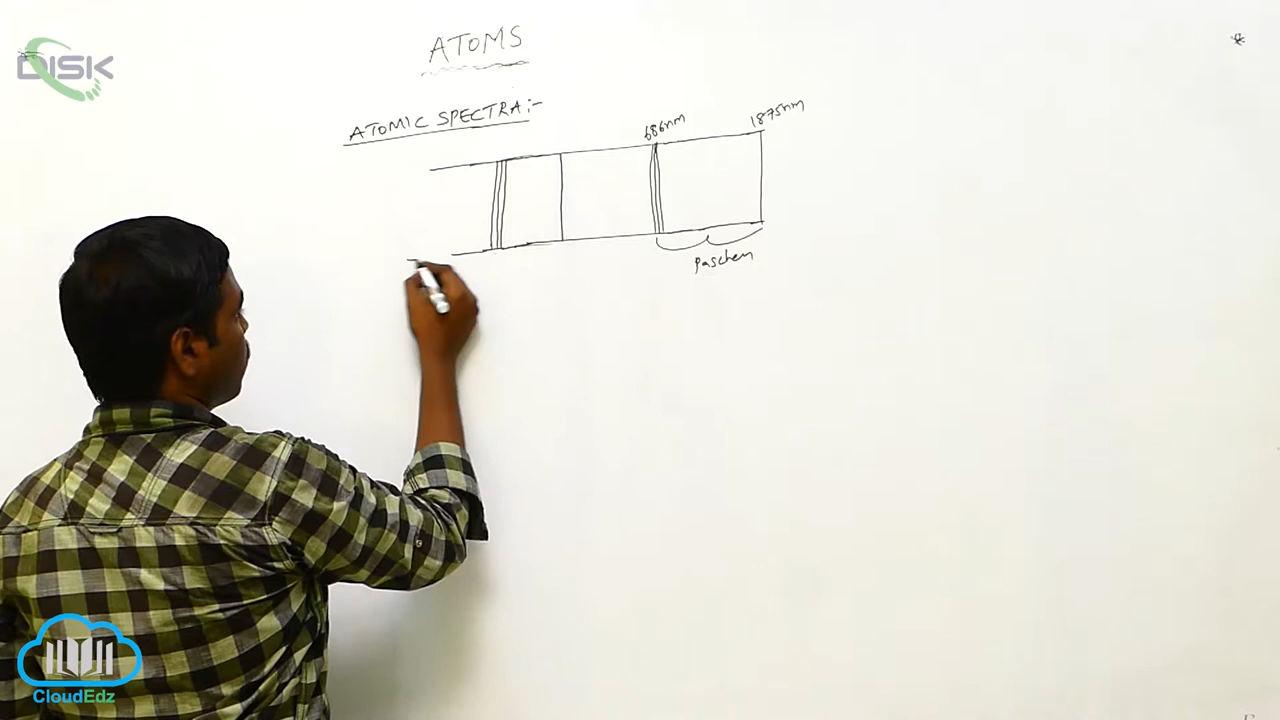 DISK
ATOMS
ATOMIC SPECTRA:-
686nm
1875nm
Paschen
CloudEdz